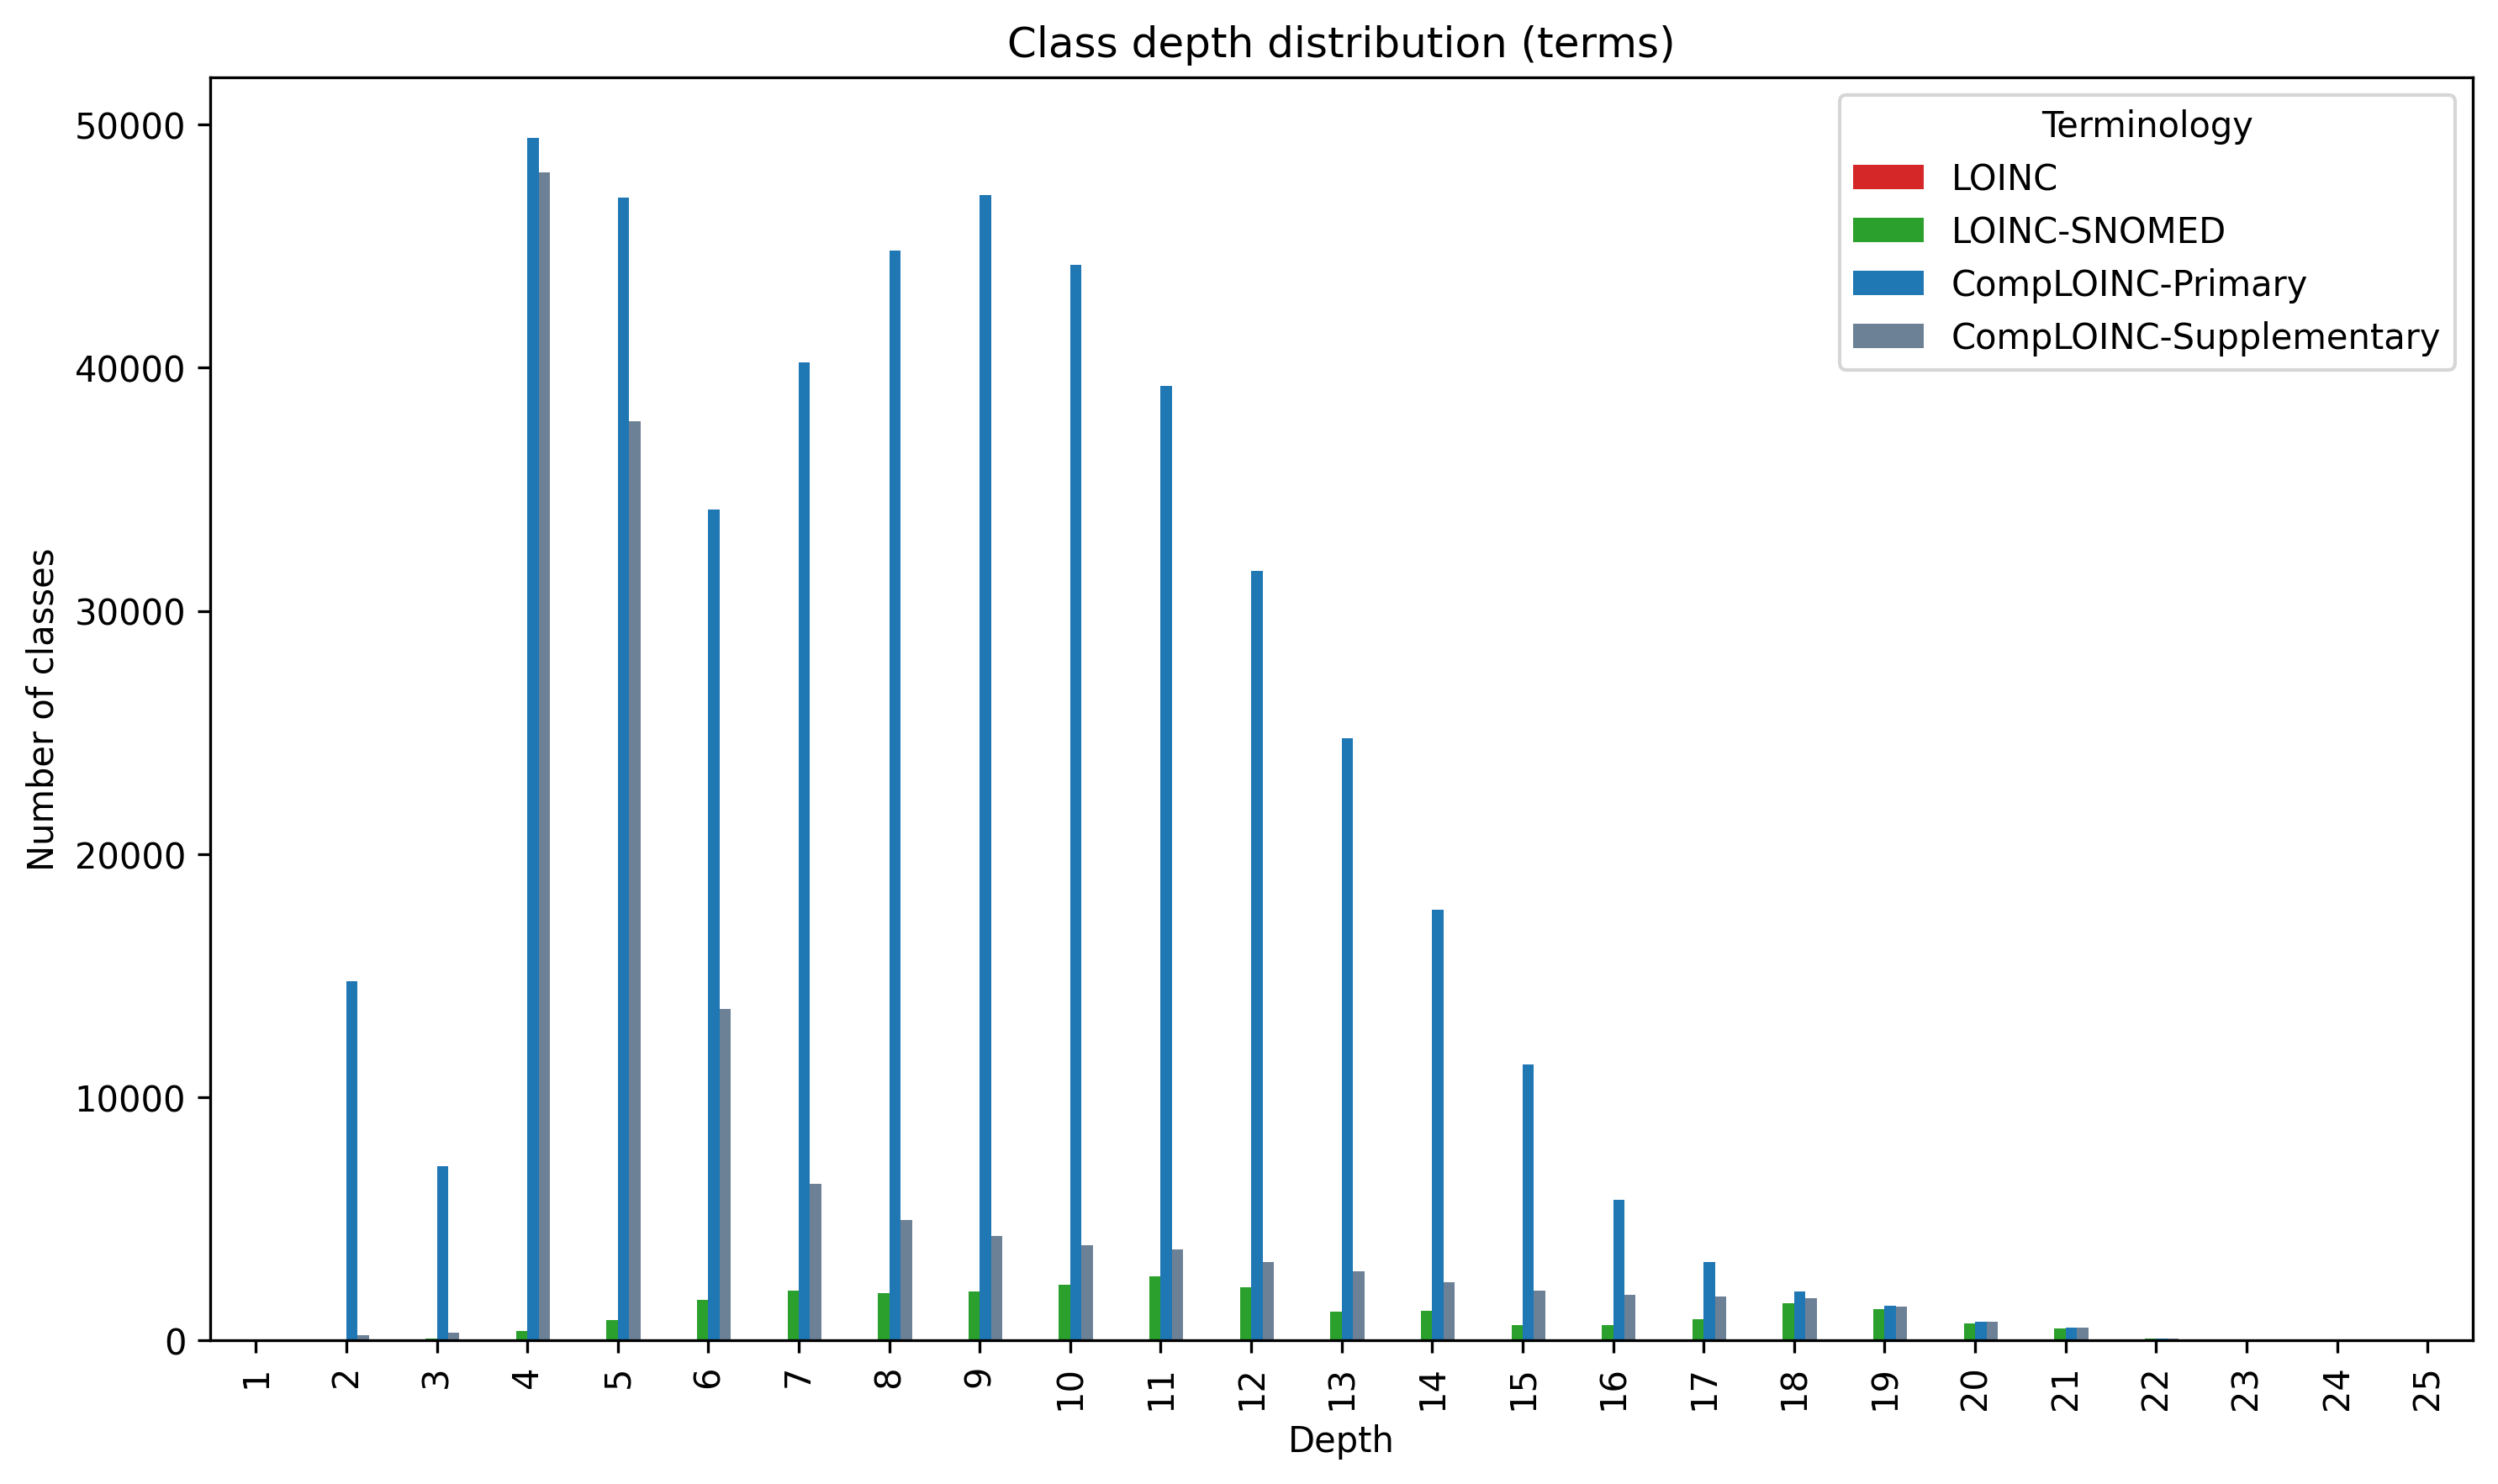 Class depth distribution (terms)
Terminology
LOINC
LOINC-SNOMED
CompLOINC-Primary
CompLOINC-Supplementary
Number of classes
50000
40000
30000
20000
10000
0
1 2 3 4 5 6 7 8 9 10 11 12 13 14 15 16 17 18 19 20 21 22 23 24 25
Depth